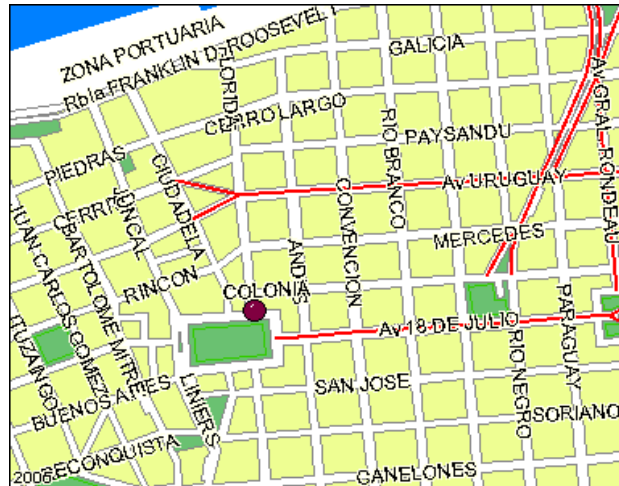 ZONA PORTUARIA
Rbla FRANKLIN D. ROOSEVELT
GALICIA
FLORIDA
Av GRAL RONDEAU
CERRO LARGO
PAYSANDU
RIO BRANCO
PIEDRAS
CIUDADELA
Av URUGUAY
CONVENCION
JUNCAL
CERRITO
JUAN CARLOS GOMEZ
BARTOLOME MITRE
MERCEDES
ANDES
RINCON
COLONIA
PARAGUAY
ITUZAINGO
Av 18 DE JULIO
RIO NEGRO
LINIERS
BUENOS AIRES
SAN JOSE
SORIANO
RECONQUISTA
CANELONES